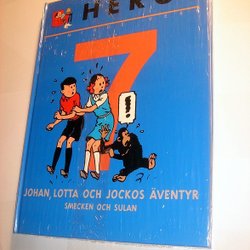 HERG
7
!
JOHAN, LOTTA OCH JOCKOS ÄVENTYR
SMECKEN OCH SULAN